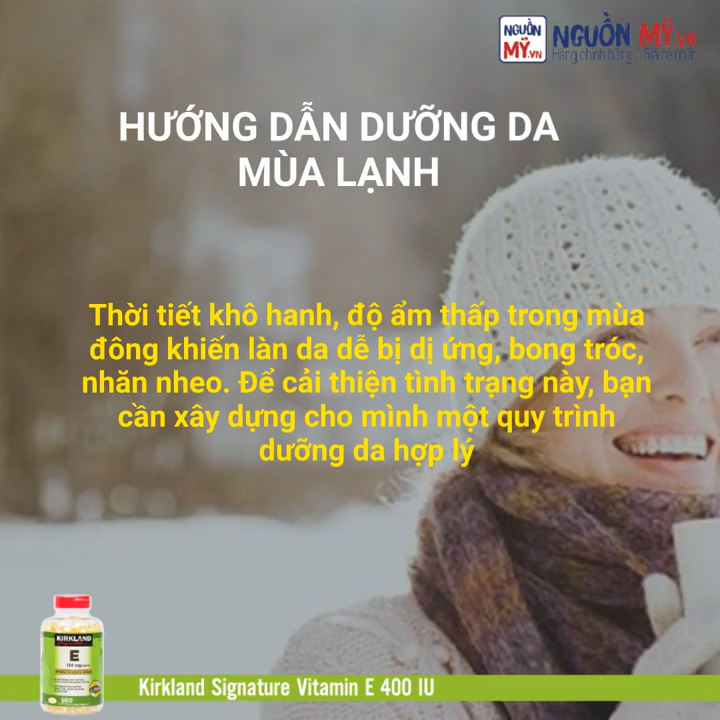 NGUỒN
MỸ.VN
NGUỒN MỸ.vn
Hàng chính hãng - Giá rẻ nhất
HƯỚNG DẪN DƯỠNG DA
MÙA LẠNH
Thời tiết khô hanh, độ ẩm thấp trong mùa
đông khiến làn da dễ bị dị ứng, bong tróc,
nhăn nheo. Để cải thiện tình trạng này, bạn
cần xây dựng cho mình một quy trình
dưỡng da hợp lý
KIRKLAND
E
500
Kirkland Signature Vitamin E 400 IU